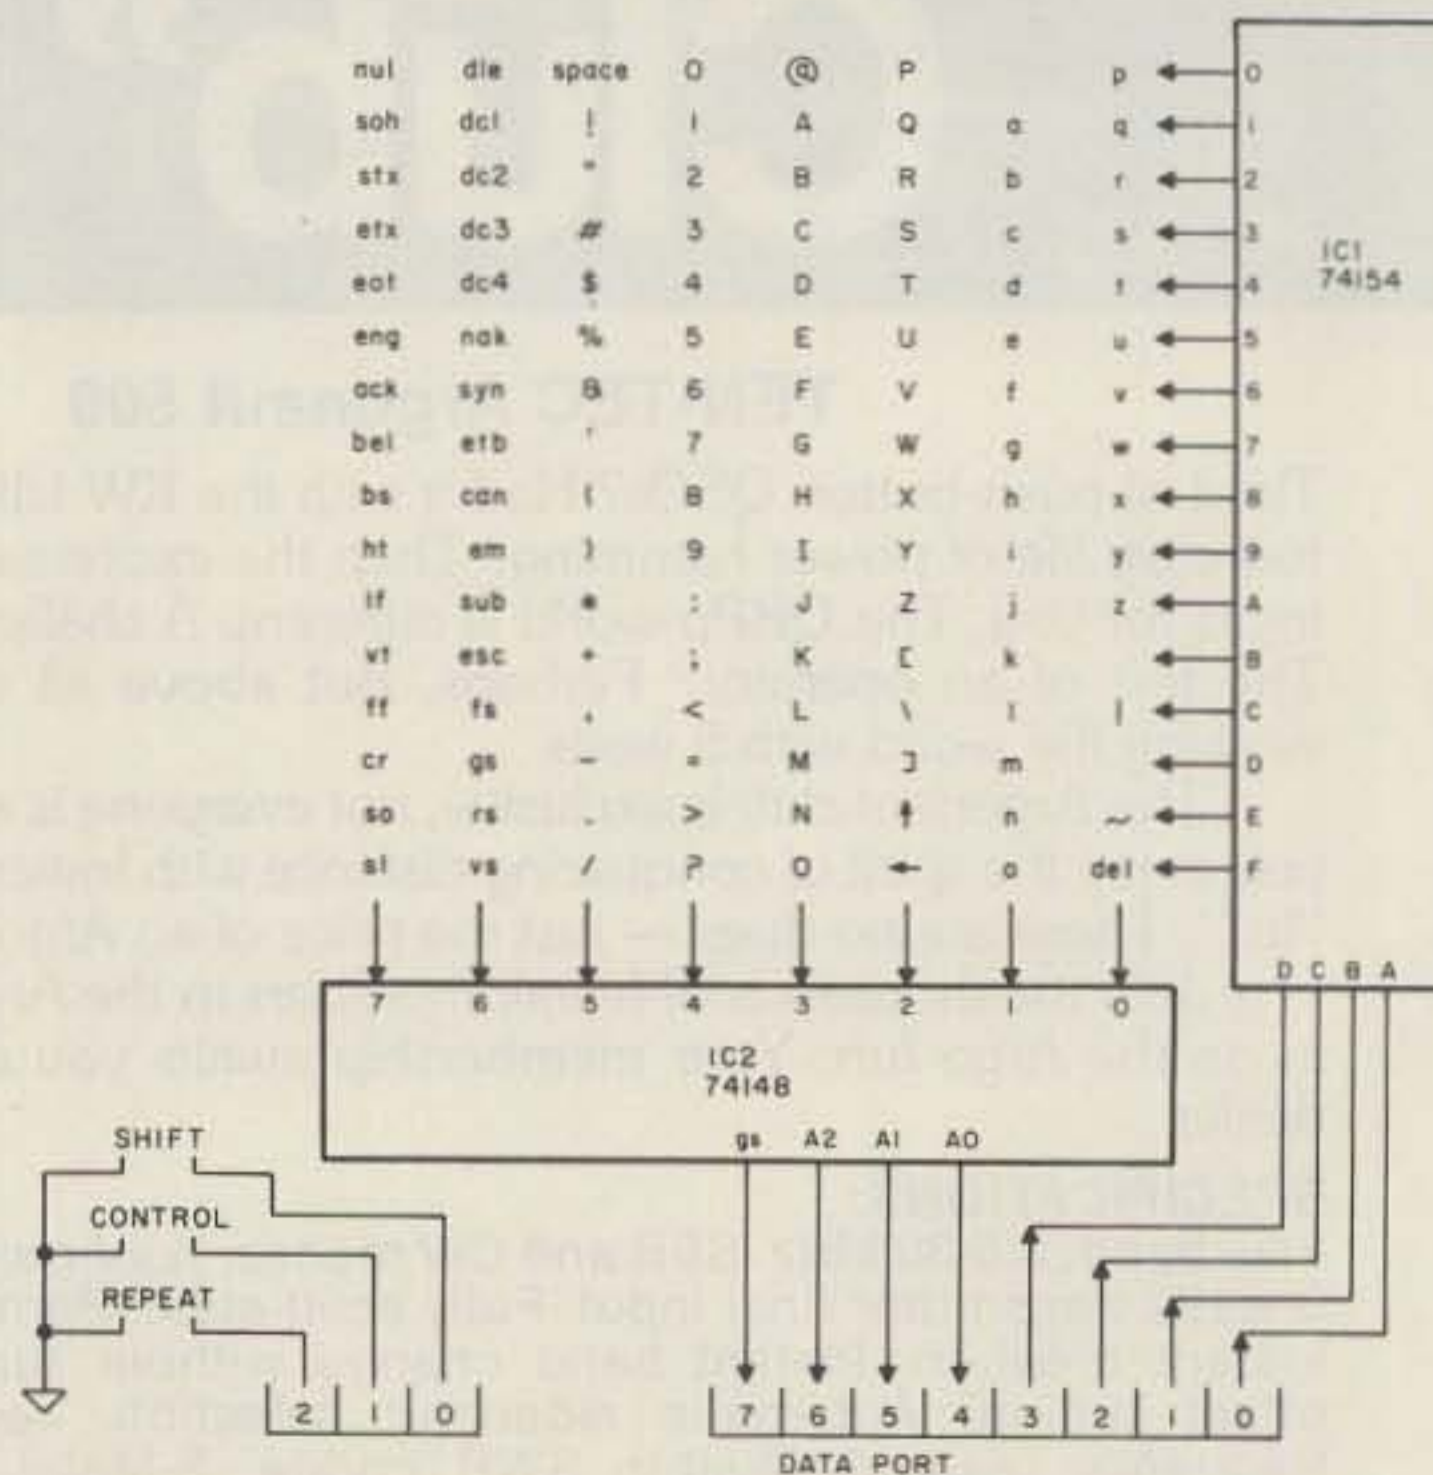 nul dle space 0 @ P p 0
soh dc1 ! 1 A Q a q 1
stx dc2 " 2 B R b r 2
etx dc3 # 3 C S c s 3
eot dc4 $ 4 D T d t 4
eng nak % 5 E U e u 5
ack syn & 6 F V f v 6
bel etb ' 7 G W g w 7
bs can ( 8 H X h x 8
ht em ) 9 I Y i y 9
lf sub * : J Z j z A
vt esc + ; K [ k B
ff fs , < L \ l | C
cr gs - = M ] m D
so rs . > N ↑ n ~ E
sl vs / ? O ← o del F
IC1
74154
D C B A
7 6 5 4 3 2 1 0
IC2
74148
gs A2 A1 A0
SHIFT
CONTROL
REPEAT
2 1 0
7 6 5 4 3 2 1 0
DATA PORT